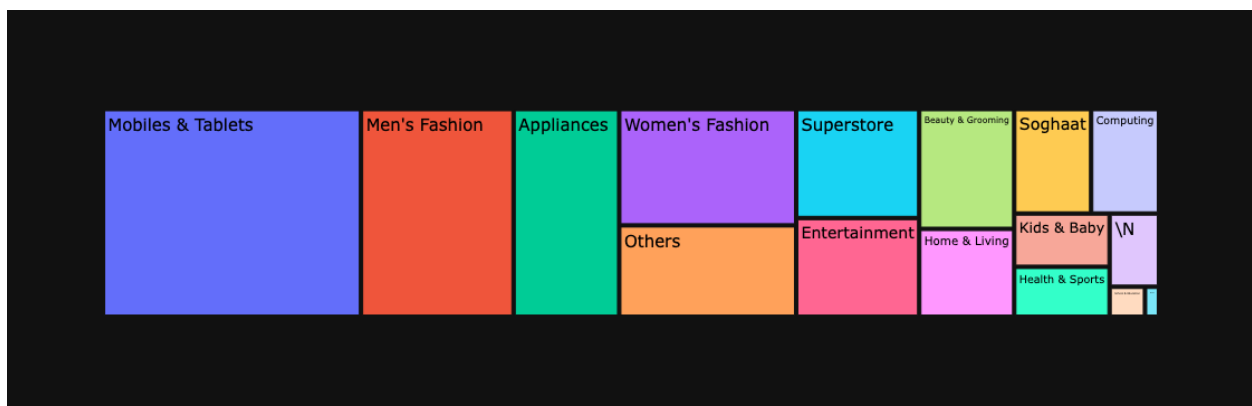 Mobiles & Tablets
Men's Fashion
Appliances
Women's Fashion
Others
Superstore
Entertainment
Beauty & Grooming
Home & Living
Soghaat
Computing
Kids & Baby
Health & Sports
\N